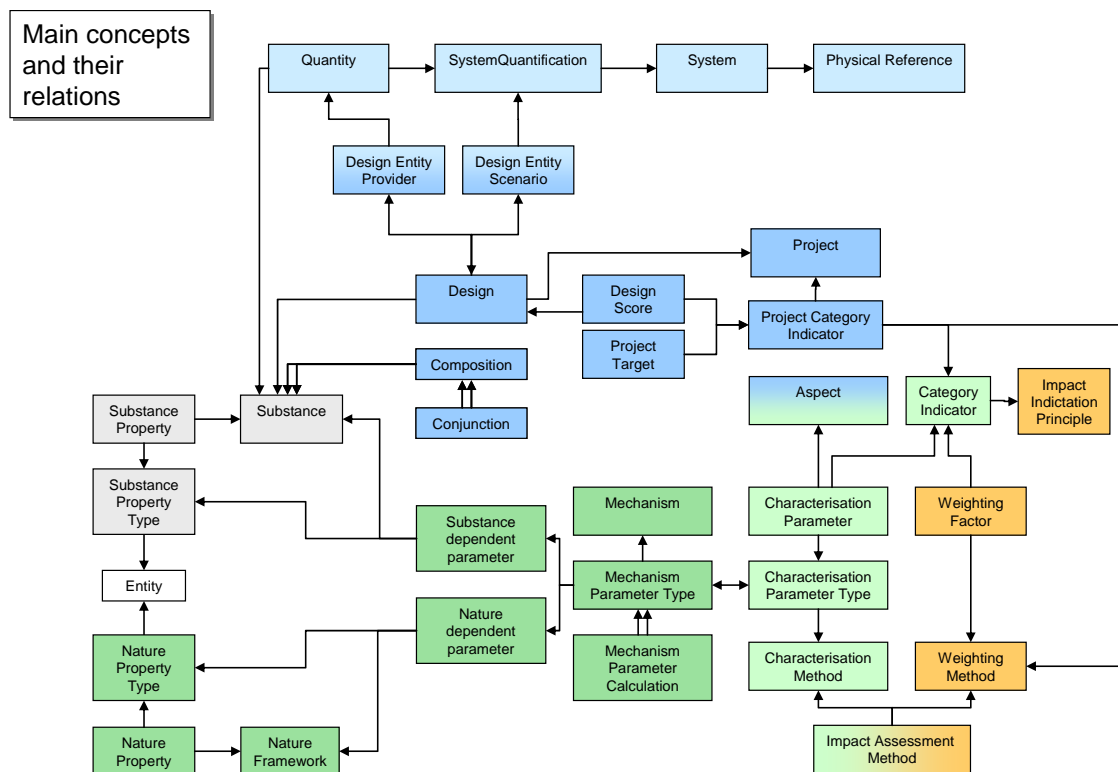 Main concepts
and their
relations
Quantity
SystemQuantification
System
Physical Reference
Design Entity
Provider
Design Entity
Scenario
Project
Design
Design
Score
Project Category
Indicator
Project
Target
Composition
Conjunction
Aspect
Category
Indicator
Impact
Indictation
Principle
Substance
Property
Substance
Substance
Property
Type
Mechanism
Characterisation
Parameter
Weighting
Factor
Substance
dependent
parameter
Entity
Mechanism
Parameter Type
Characterisation
Parameter Type
Nature
dependent
parameter
Nature
Property
Type
Mechanism
Parameter
Calculation
Characterisation
Method
Weighting
Method
Nature
Property
Nature
Framework
Impact Assessment
Method